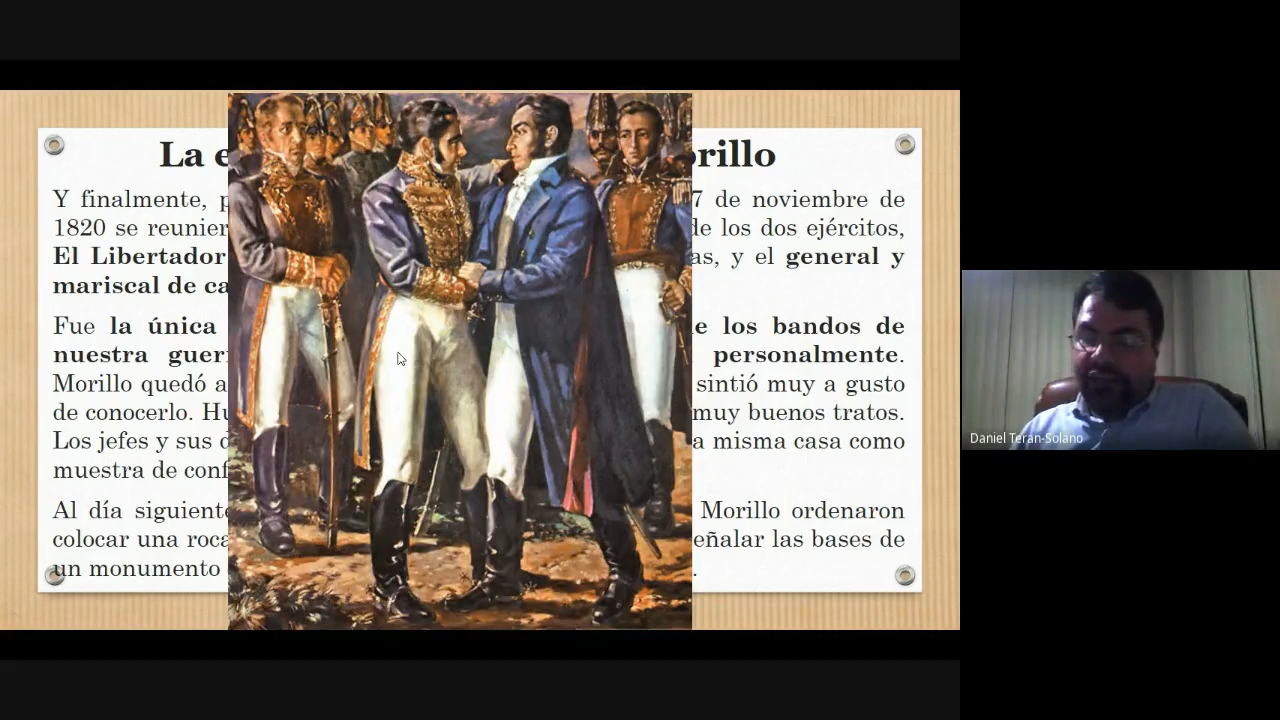 La e
orillo
Y finalmente, p
7 de noviembre de
1820 se reunier
de los dos ejércitos,
El Libertador
as, y el general y
mariscal de ca
Fue la única
e los bandos de
nuestra guer
personalmente.
Morillo quedó a
sintió muy a gusto
de conocerlo. Hu
muy buenos tratos.
Los jefes y sus d
a misma casa como
muestra de conf
Al día siguiente
Morillo ordenaron
colocar una roca
eñalar las bases de
un monumento
.
Daniel Teran-Solano